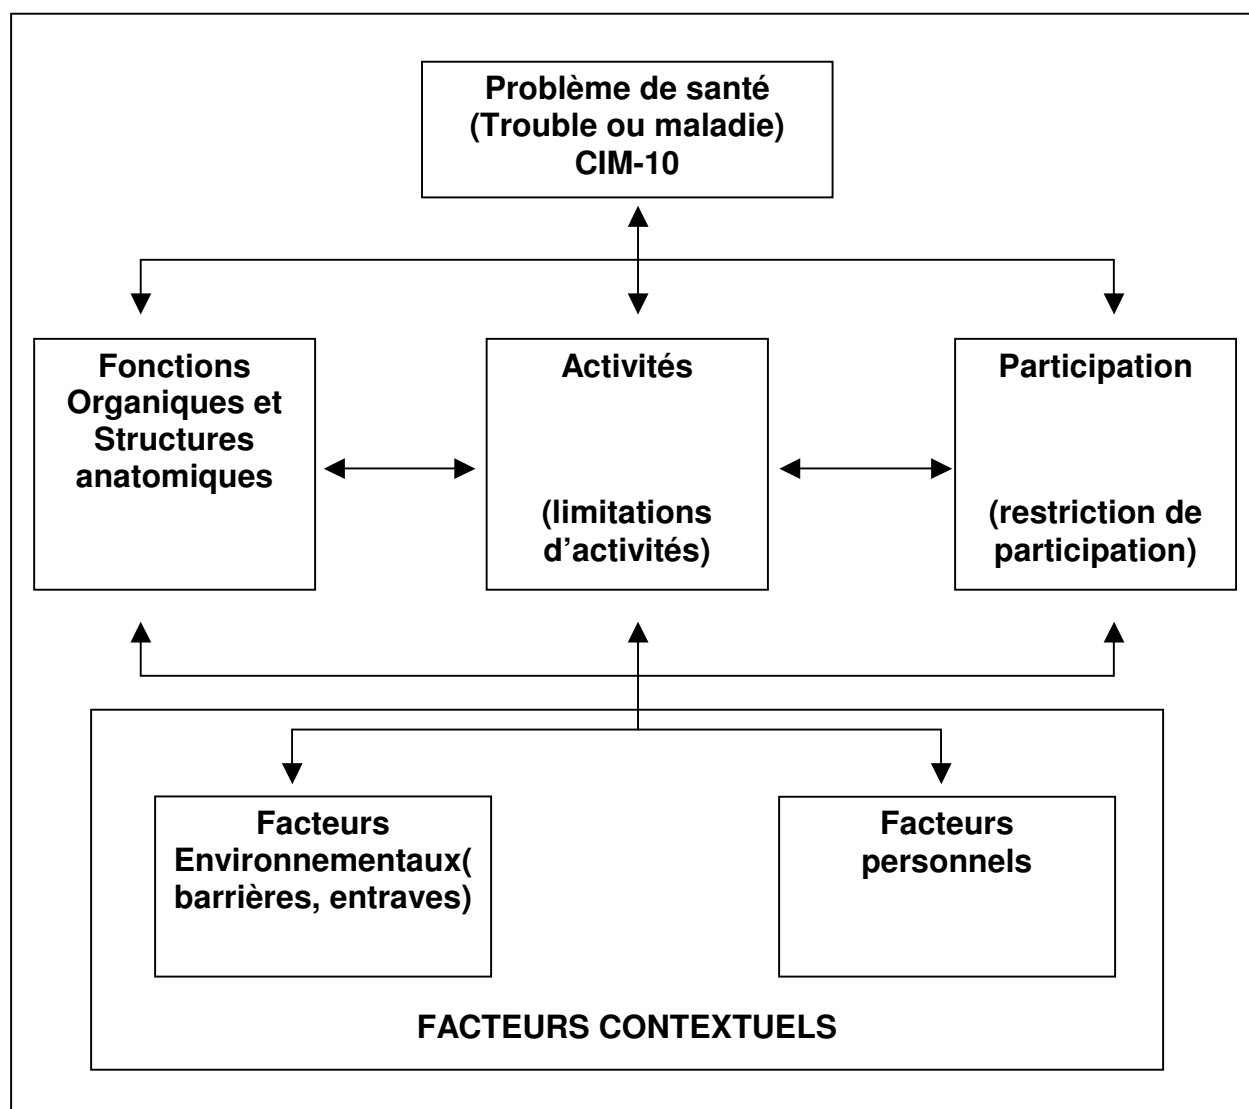 Problème de santé
(Trouble ou maladie)
CIM-10
Fonctions
Organiques et
Structures
anatomiques
Activités
(limitations
d’activités)
Participation
(restriction de
participation)
Facteurs
Environnementaux(
barrières, entraves)
Facteurs
personnels
FACTEURS CONTEXTUELS